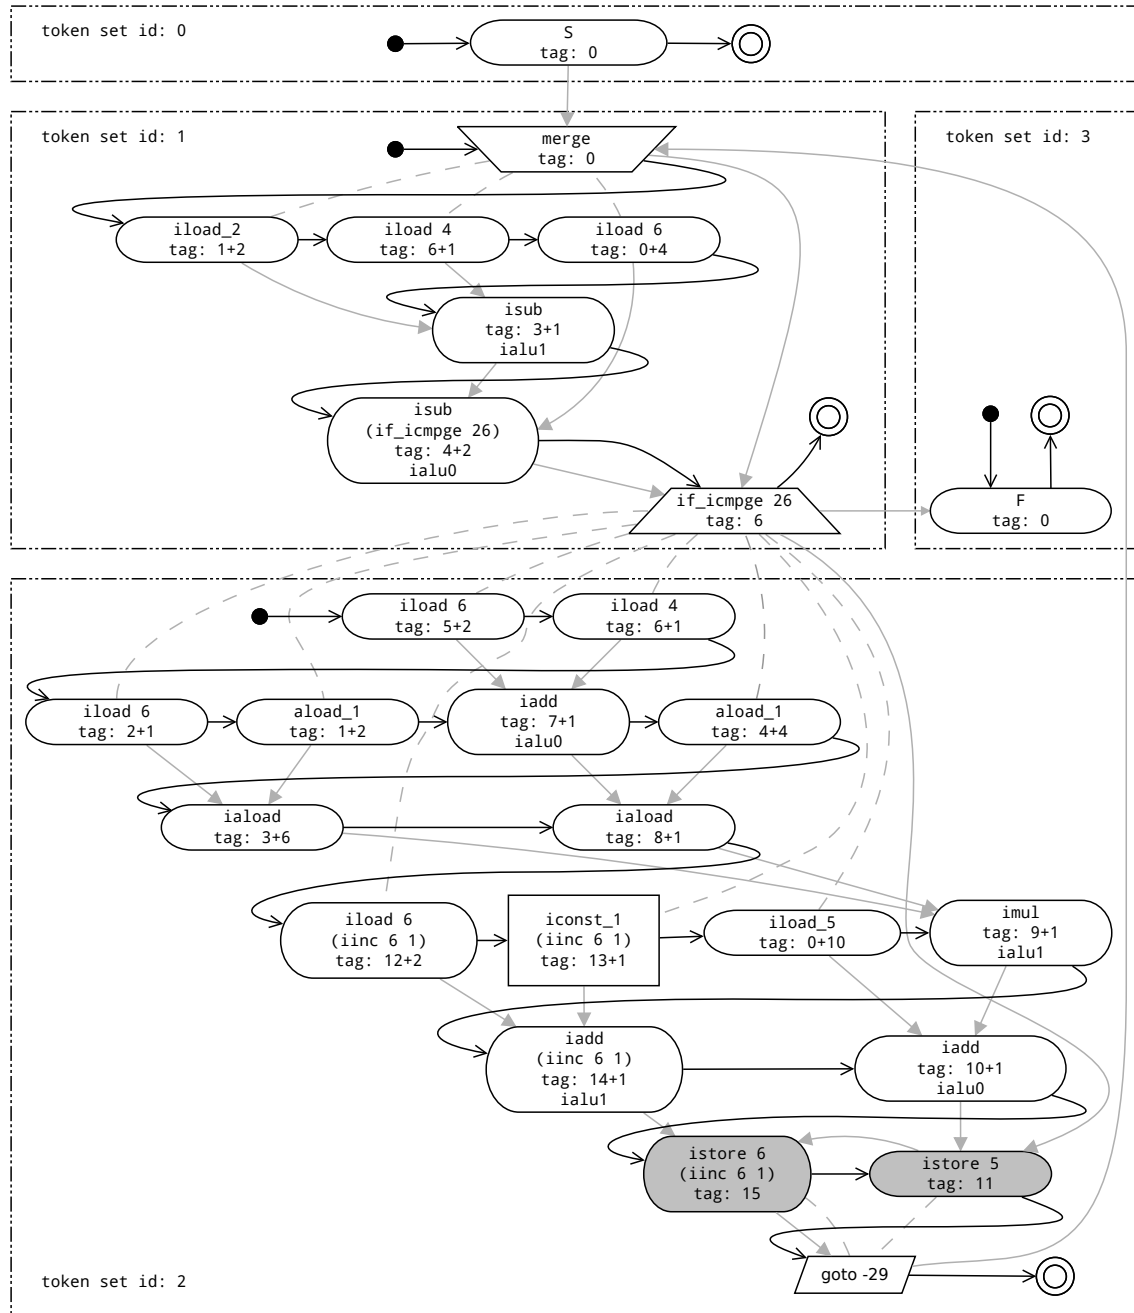 token set id: 0
S
tag: 0
token set id: 1
merge
tag: 0
token set id: 3
iload_2
tag: 1+2
iload 4
tag: 6+1
iload 6
tag: 0+4
isub
tag: 3+1
ialu1
isub
(if_icmpge 26)
tag: 4+2
ialu0
if_icmpge 26
tag: 6
F
tag: 0
iload 6
tag: 5+2
iload 4
tag: 6+1
iload 6
tag: 2+1
aload_1
tag: 1+2
iadd
tag: 7+1
ialu0
aload_1
tag: 4+4
iaload
tag: 3+6
iaload
tag: 8+1
iload 6
(iinc 6 1)
tag: 12+2
iconst_1
(iinc 6 1)
tag: 13+1
iload_5
tag: 0+10
imul
tag: 9+1
ialu1
iadd
(iinc 6 1)
tag: 14+1
ialu1
iadd
tag: 10+1
ialu0
istore 6
(iinc 6 1)
tag: 15
istore 5
tag: 11
goto -29
token set id: 2